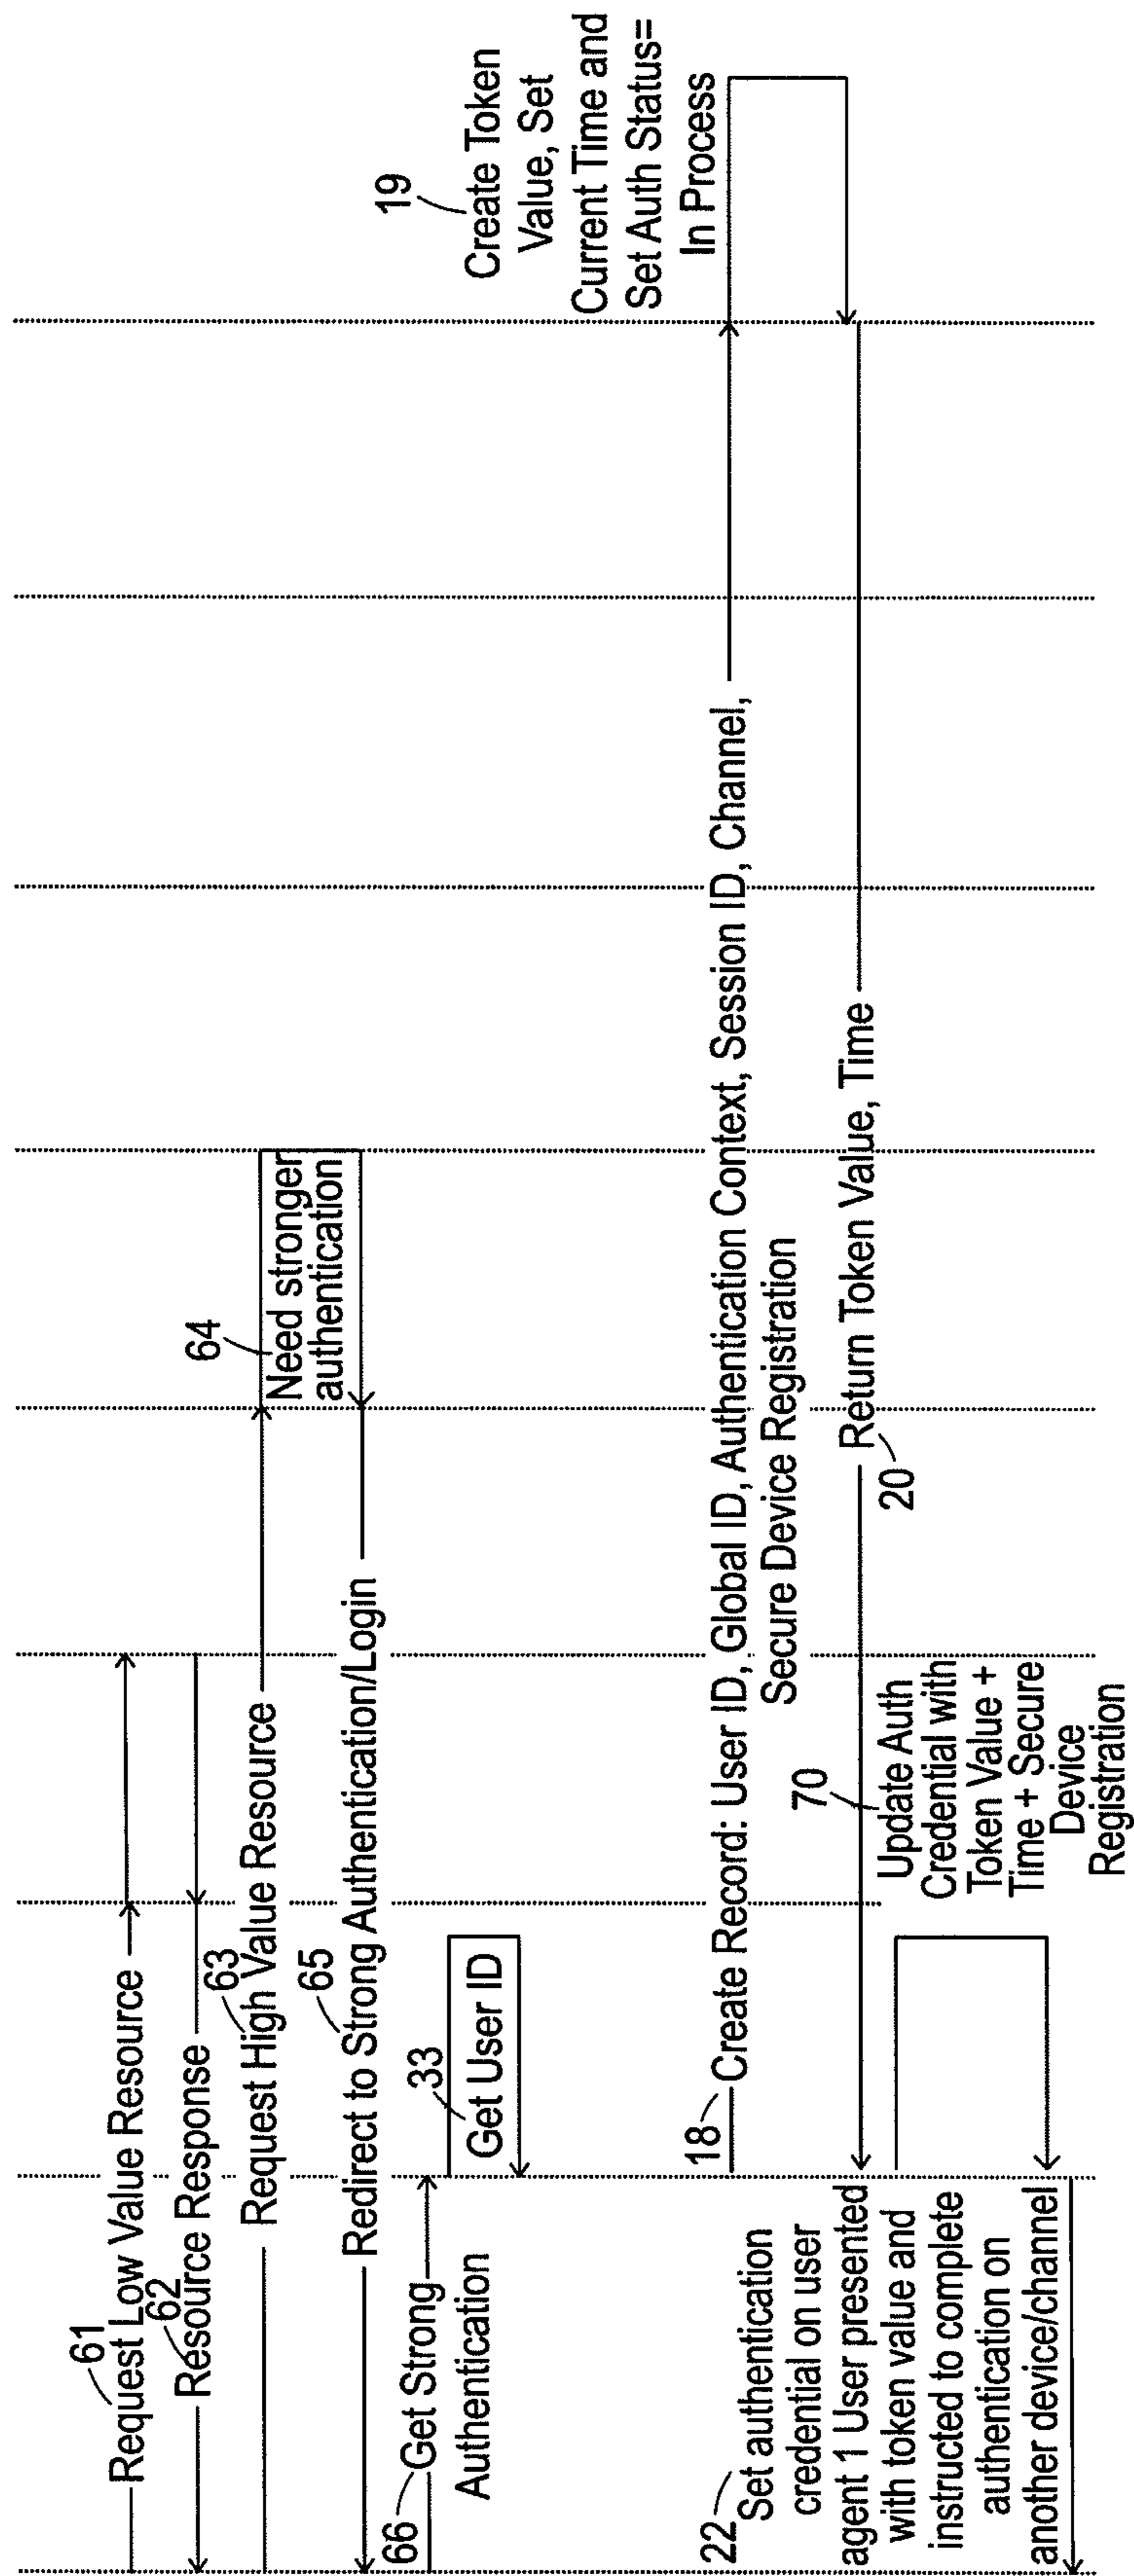 61
Request Low Value Resource
62
Resource Response
63
Request High Value Resource
64
Need stronger
authentication
65
Redirect to Strong Authentication/Login
66
Get Strong
Authentication
33
Get User ID
18
Create Record: User ID, Global ID, Authentication Context, Session ID, Channel,
Secure Device Registration
19
Create Token
Value, Set
Current Time and
Set Auth Status=
In Process
Return Token Value, Time
20
70
Update Auth
Credential with
Token Value +
Time + Secure
Device
Registration
22
Set authentication
credential on user
agent 1 User presented
with token value and
instructed to complete
authentication on
another device/channel